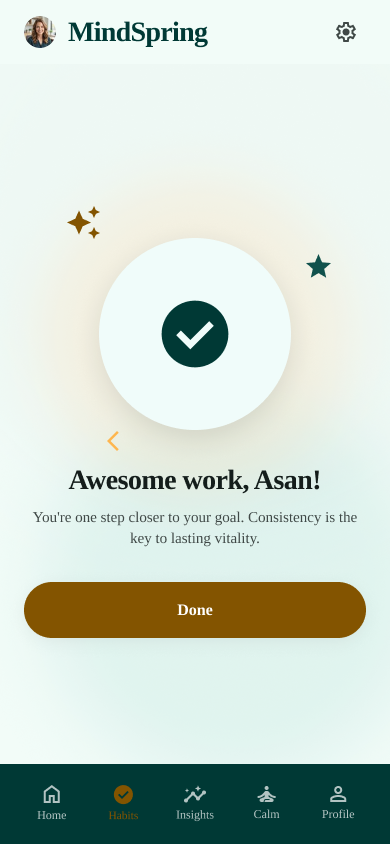 MindSpring
Awesome work, Asan!
You're one step closer to your goal. Consistency is the
key to lasting vitality.
Done
Home
Habits
Insights
Calm
Profile